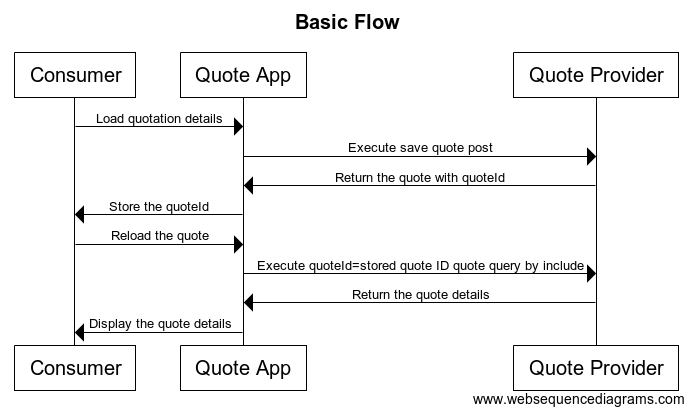 Basic Flow
Consumer
Quote App
Quote Provider
Load quotation details
Execute save quote post
Return the quote with quoteId
Store the quoteId
Reload the quote
Execute quoteId=stored quote ID quote query by include
Return the quote details
Display the quote details
Consumer
Quote App
Quote Provider
www.websequencediagrams.com